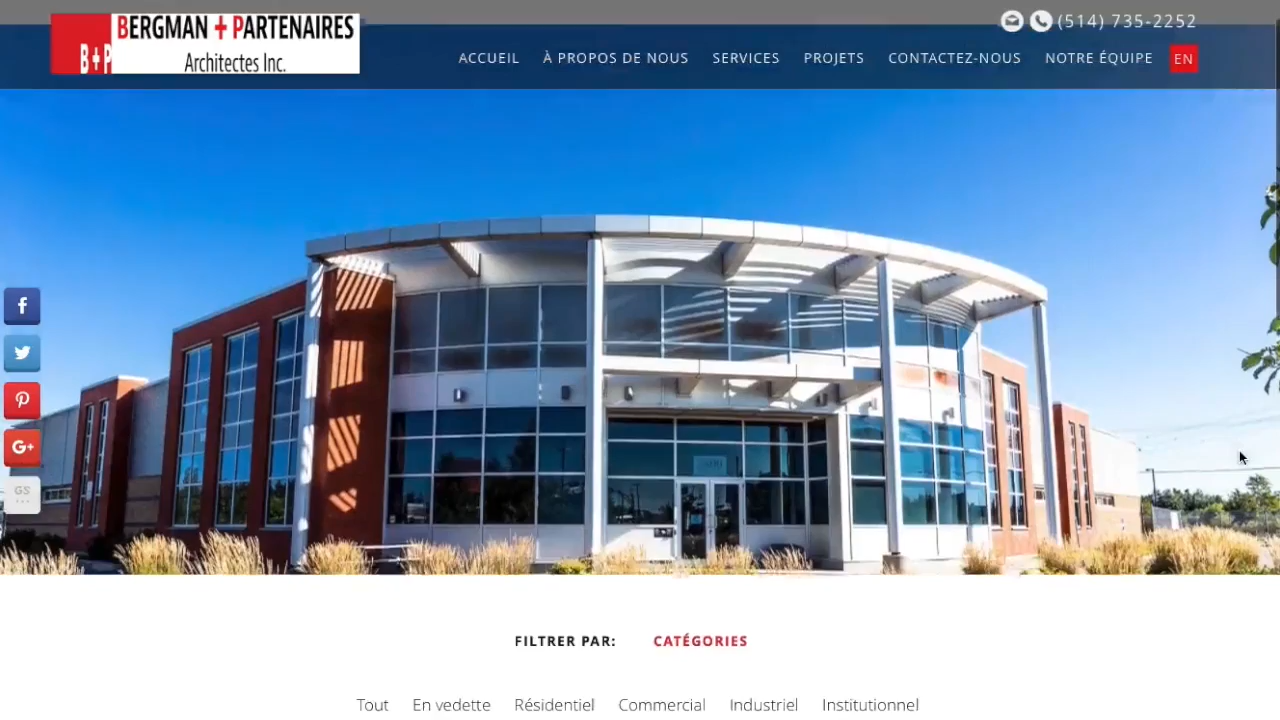 BERGMAN + PARTENAIRES
Architectes Inc.
B+P
(514) 735-2252
ACCUEIL À PROPOS DE NOUS SERVICES PROJETS CONTACTEZ-NOUS NOTRE ÉQUIPE EN
f
G+
GS
FILTRER PAR: CATÉGORIES
Tout En vedette Résidentiel Commercial Industriel Institutionnel